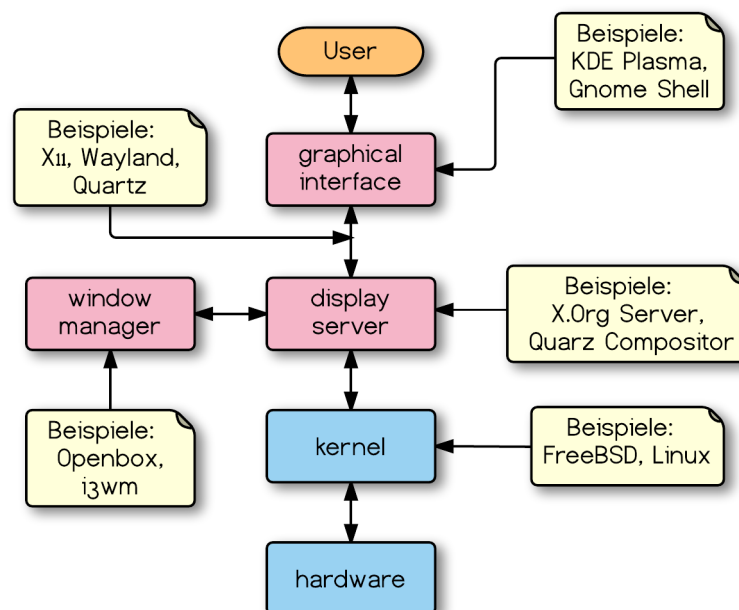 User
Beispiele:
KDE Plasma,
Gnome Shell
Beispiele:
X11, Wayland,
Quartz
graphical
interface
window
manager
display
server
Beispiele:
X.Org Server,
Quarz Compositor
Beispiele:
Openbox,
i3wm
kernel
Beispiele:
FreeBSD, Linux
hardware